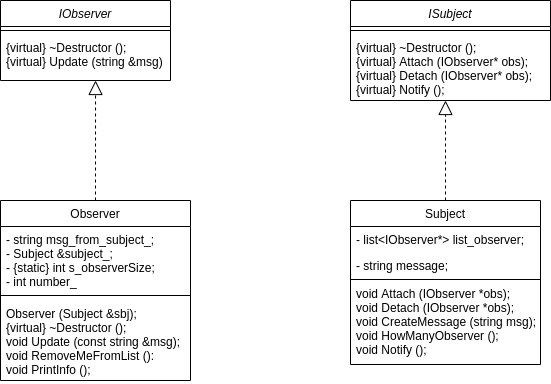 IObserver
{virtual} ~Destructor ();
{virtual} Update (string &msg)
ISubject
{virtual} ~Destructor ();
{virtual} Attach (IObserver* obs);
{virtual} Detach (IObserver* obs);
{virtual} Notify ();
Observer
- string msg_from_subject_;
- Subject &subject_;
- {static} int s_observerSize;
- int number_
Observer (Subject &sbj);
{virtual} ~Destructor ();
void Update (const string &msg);
void RemoveMeFromList ():
void PrintInfo ();
Subject
- list<IObserver*> list_observer;
- string message;
void Attach (IObserver *obs);
void Detach (IObserver *obs);
void CreateMessage (string msg);
void HowManyObserver ();
void Notify ();